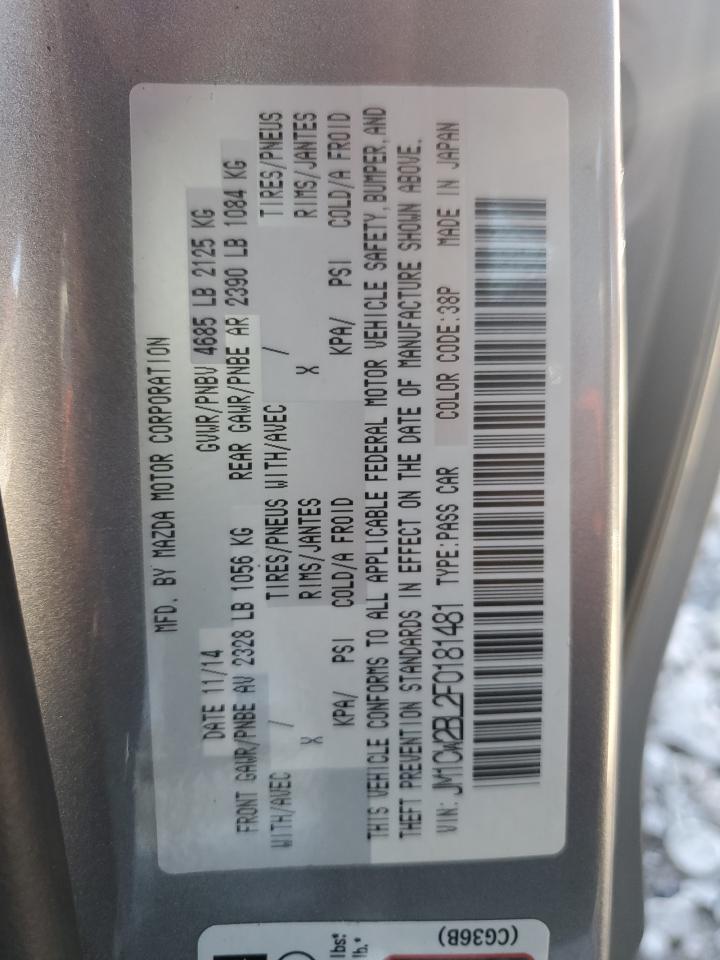 MFD. BY MAZDA MOTOR CORPORATION
DATE 11/14 GVWR/PNBV 4685 LB 2125 KG
FRONT GAWR/PNBE AV 2328 LB 1056 KG REAR GAWR/PNBE AR 2390 LB 1084 KG
WITH/AVEC / TIRES/PNEUS WITH/AVEC / TIRES/PNEUS
X RIMS/JANTES X RIMS/JANTES
KPA/ PSI COLD/A FROID KPA/ PSI COLD/A FROID
THIS VEHICLE CONFORMS TO ALL APPLICABLE FEDERAL MOTOR VEHICLE SAFETY, BUMPER, AND
THEFT PREVENTION STANDARDS IN EFFECT ON THE DATE OF MANUFACTURE SHOWN ABOVE.
VIN: JM1CW2BL2F0181481 TYPE:PASS CAR COLOR CODE:38P MADE IN JAPAN
(CG36B)
lbs*
lb.*